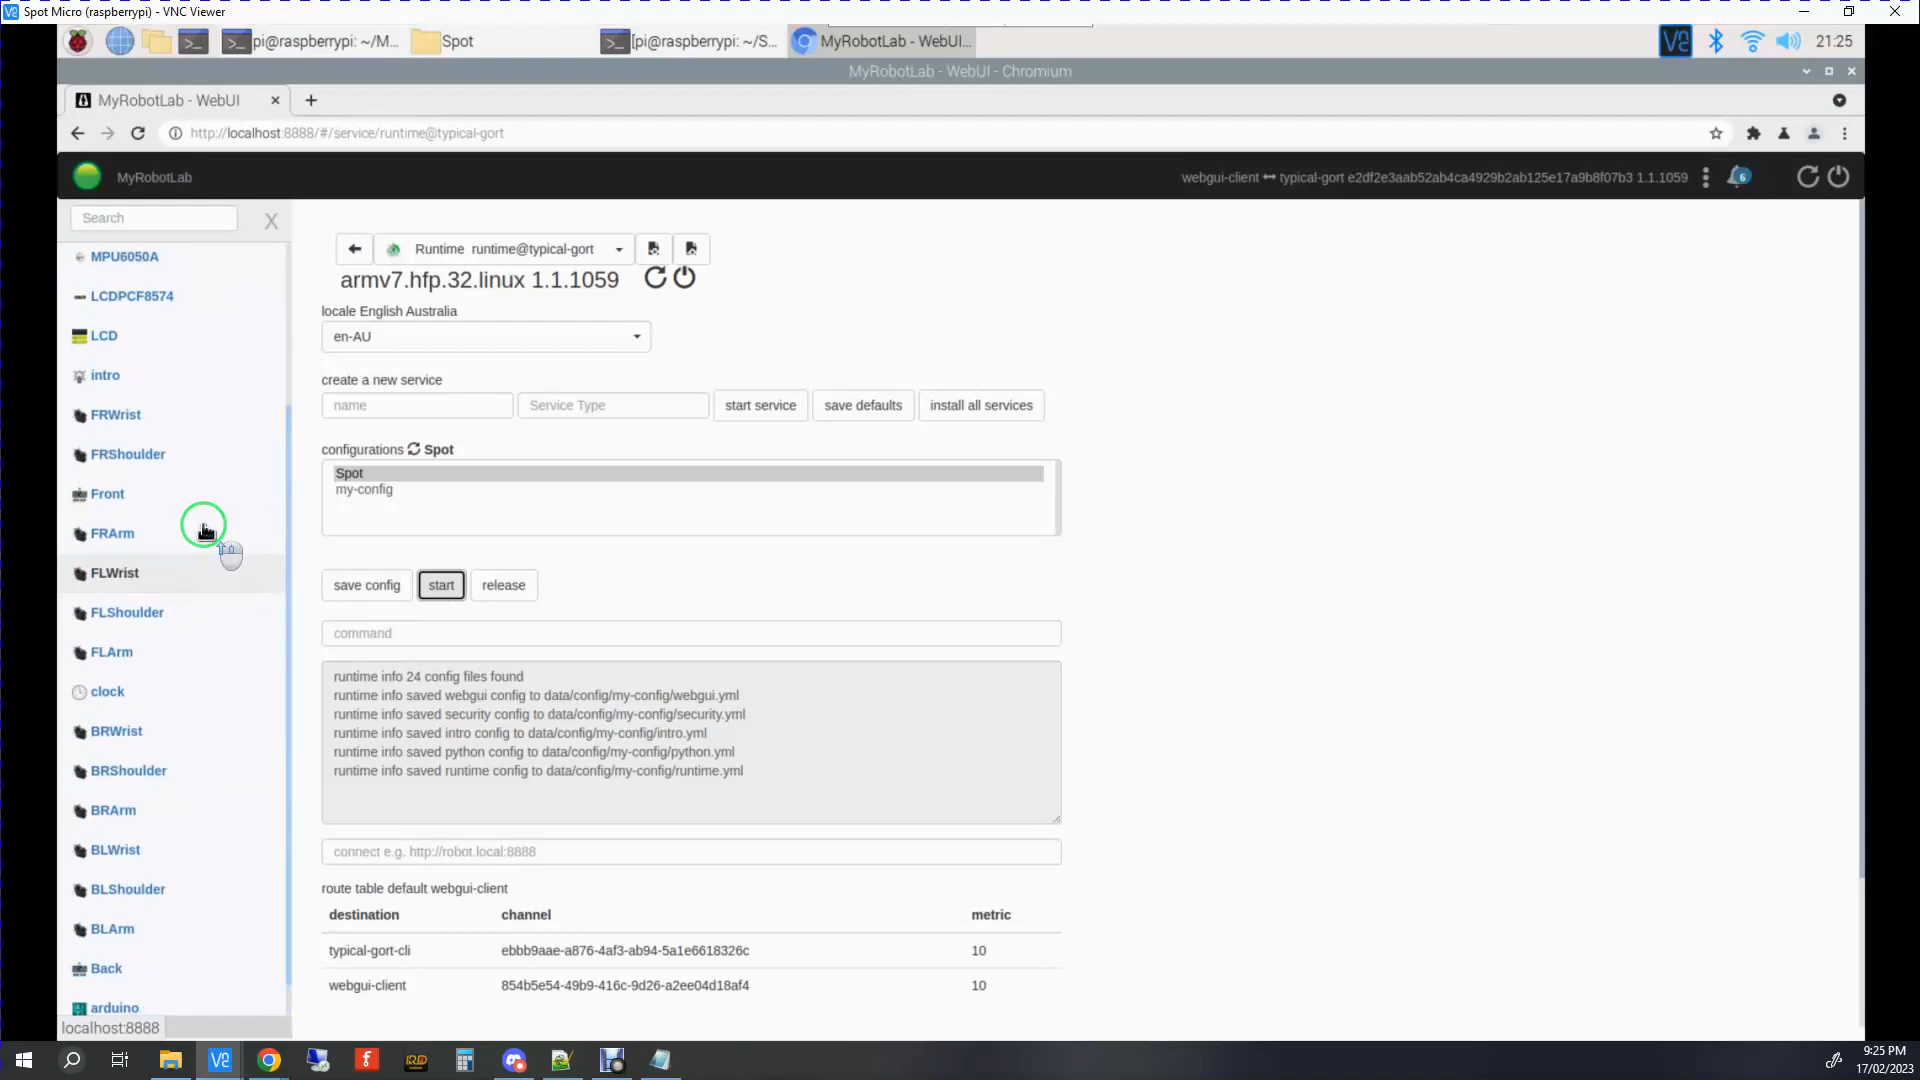 Spot Micro (raspberrypi) - VNC Viewer
pi@raspberrypi: ~/M...
Spot
[pi@raspberrypi: ~/S...
MyRobotLab - WebUI...
21:25
MyRobotLab - WebUI - Chromium
MyRobotLab - WebUI
http://localhost:8888/#/service/runtime@typical-gort
MyRobotLab
webgui-client ⟷ typical-gort e2df2e3aab52ab4ca4929b2ab125e17a9b8f07b3 1.1.1059
6
Search
X
MPU6050A
LCDPCF8574
LCD
intro
FRWrist
FRShoulder
Front
FRArm
FLWrist
FLShoulder
FLArm
clock
BRWrist
BRShoulder
BRArm
BLWrist
BLShoulder
BLArm
Back
arduino
localhost:8888
Runtime runtime@typical-gort
armv7.hfp.32.linux 1.1.1059
locale English Australia
en-AU
create a new service
name
Service Type
start service
save defaults
install all services
configurations Spot
Spot
my-config
save config
start
release
command
runtime info 24 config files found
runtime info saved webgui config to data/config/my-config/webgui.yml
runtime info saved security config to data/config/my-config/security.yml
runtime info saved intro config to data/config/my-config/intro.yml
runtime info saved python config to data/config/my-config/python.yml
runtime info saved runtime config to data/config/my-config/runtime.yml
connect e.g. http://robot.local:8888
route table default webgui-client
destination channel metric
typical-gort-cli ebbb9aae-a876-4af3-ab94-5a1e6618326c 10
webgui-client 854b5e54-49b9-416c-9d26-a2ee04d18af4 10
9:25 PM
17/02/2023